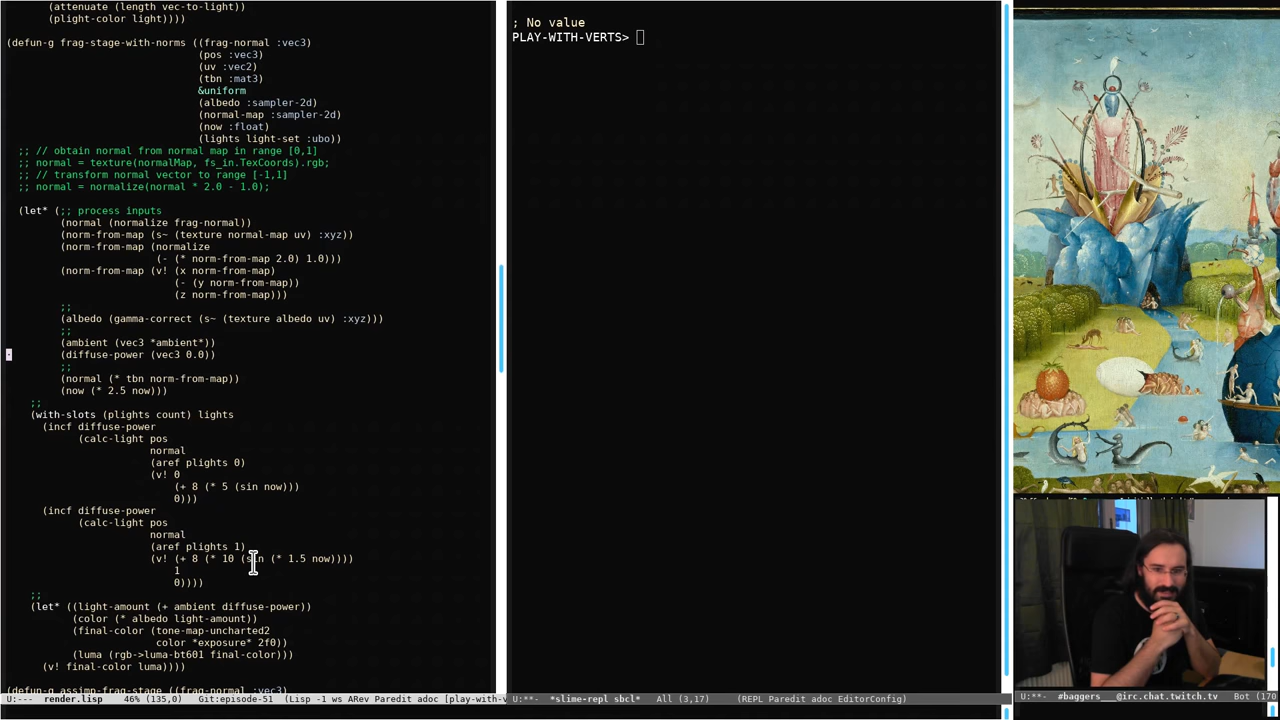 (attenuate (length vec-to-light))
(plight-color light))))
(defun-g frag-stage-with-norms ((frag-normal :vec3)
(pos :vec3)
(uv :vec2)
(tbn :mat3)
&uniform
(albedo :sampler-2d)
(normal-map :sampler-2d)
(now :float)
(lights light-set :ubo))
;; // obtain normal from normal map in range [0,1]
;; normal = texture(normalMap, fs_in.TexCoords).rgb;
;; // transform normal vector to range [-1,1]
;; normal = normalize(normal * 2.0 - 1.0);
(let* (;; process inputs
(normal (normalize frag-normal))
(norm-from-map (s~ (texture normal-map uv) :xyz))
(norm-from-map (normalize
(- (* norm-from-map 2.0) 1.0)))
(norm-from-map (v! (x norm-from-map)
(- (y norm-from-map))
(z norm-from-map)))
;;
(albedo (gamma-correct (s~ (texture albedo uv) :xyz)))
;;
(ambient (vec3 *ambient*))
(diffuse-power (vec3 0.0))
;;
(normal (* tbn norm-from-map))
(now (* 2.5 now)))
;;
(with-slots (plights count) lights
(incf diffuse-power
(calc-light pos
normal
(aref plights 0)
(v! 0
(+ 8 (* 5 (sin now)))
0)))
(incf diffuse-power
(calc-light pos
normal
(aref plights 1)
(v! (+ 8 (* 10 (sin (* 1.5 now))))
1
0))))
;;
(let* ((light-amount (+ ambient diffuse-power))
(color (* albedo light-amount))
(final-color (tone-map-uncharted2
color *exposure* 2f0))
(luma (rgb->luma-bt601 final-color)))
(v! final-color luma))))
(defun-g assimp-frag-stage ((frag-normal :vec3)
U:--- render.lisp 46% (135,0) Git:episode-51 (Lisp -1 ws ARev Paredit adoc [play-with-v
; No value
PLAY-WITH-VERTS>
U:**- *slime-repl sbcl* All (3,17) (REPL Paredit adoc EditorConfig)
U:**- #baggers @irc.chat.twitch.tv Bot (170